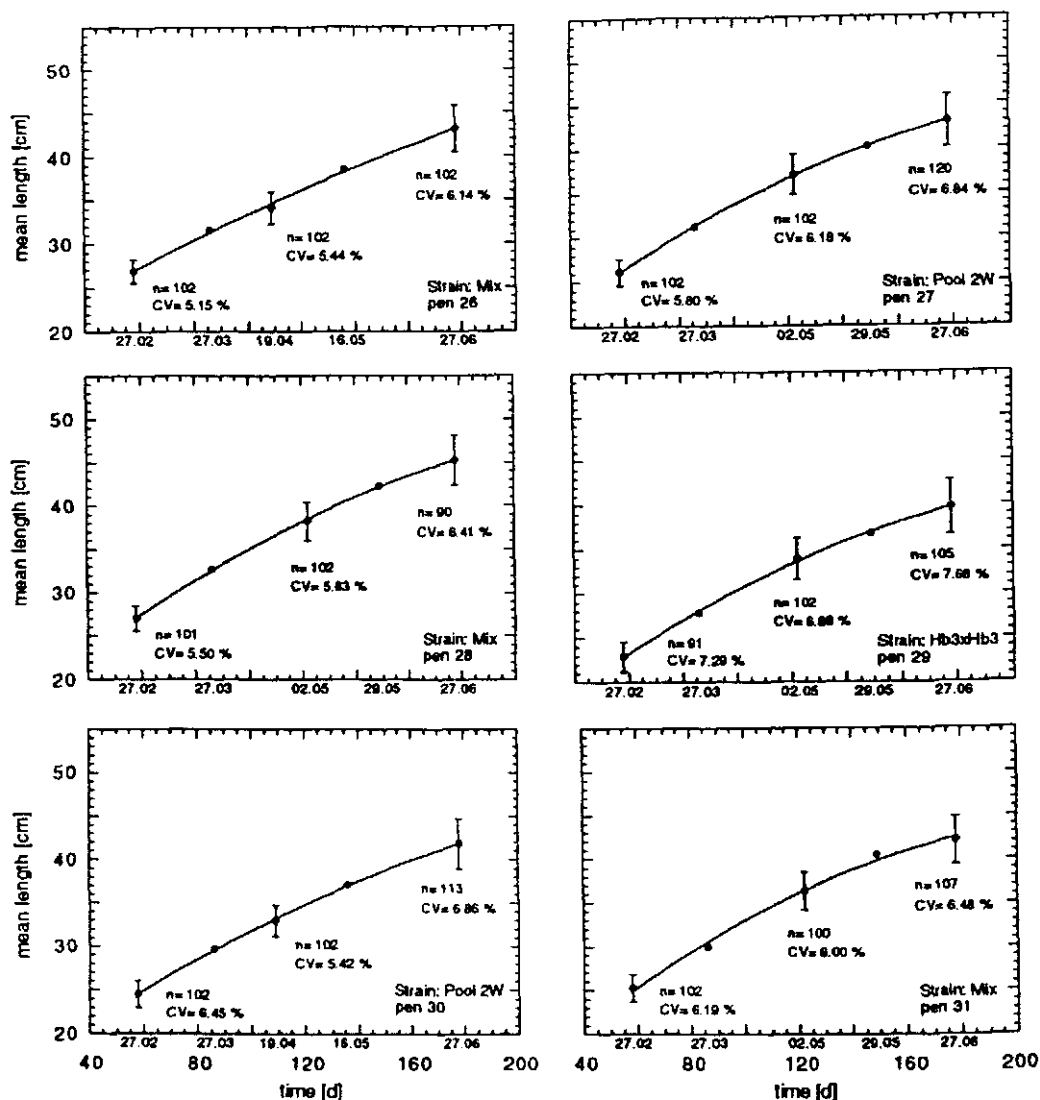 mean length [cm]
50
40
30
20
n= 102
CV= 6.14 %
n= 102
CV= 5.44 %
n= 102
CV= 5.15 %
Strain: Mix
pen 26
27.02 27.03 19.04 16.05 27.06
n= 120
CV= 6.84 %
n= 102
CV= 6.18 %
n= 102
CV= 5.80 %
Strain: Pool 2W
pen 27
27.02 27.03 02.05 29.05 27.06
mean length [cm]
50
40
30
20
n= 90
CV= 6.41 %
n= 102
n= 101
CV= 5.50 %
Strain: Mix
pen 28
27.02 27.03 02.05 29.05 27.06
n= 105
n= 102
n= 91
CV= 7.29 %
Strain: Hb3xHb3
pen 29
27.02 27.03 02.05 29.05 27.06
mean length [cm]
50
40
30
20
n= 113
CV= 6.86 %
n= 102
CV= 5.42 %
n= 102
CV= 6.45 %
Strain: Pool 2W
pen 30
27.02 27.03 19.04 16.05 27.06
40 80 120 160 200
time [d]
n= 107
CV= 6.48 %
n= 100
n= 102
CV= 6.19 %
Strain: Mix
pen 31
27.02 27.03 02.05 29.05 27.06
40 80 120 160 200
time [d]